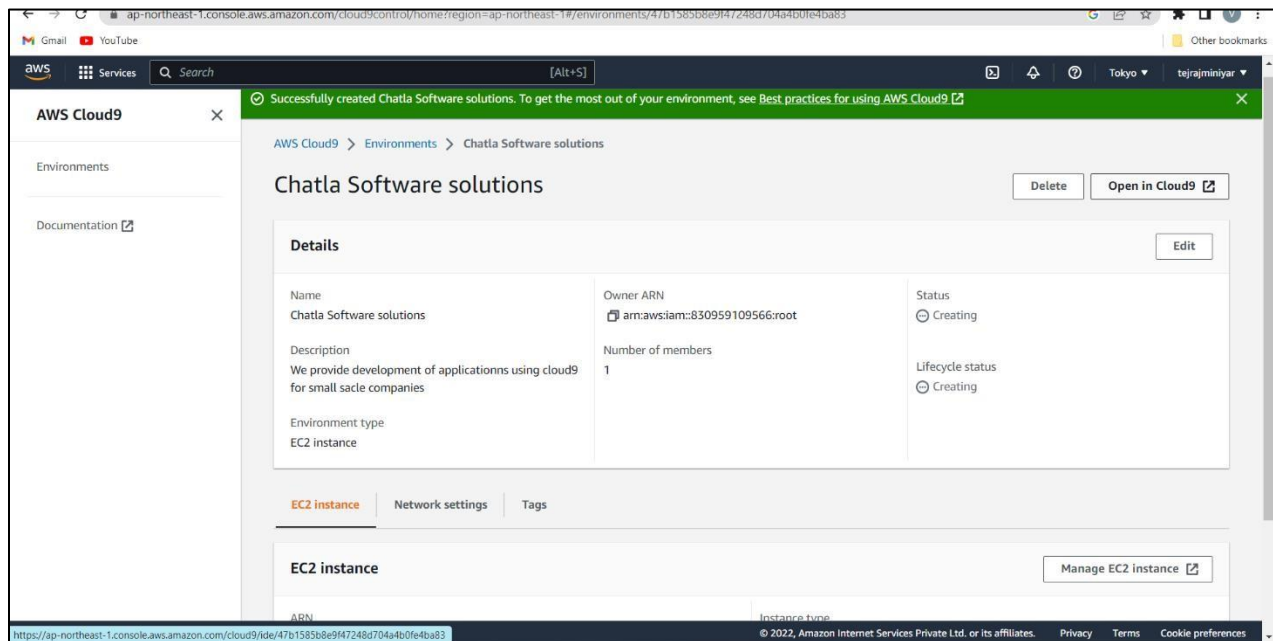 ap-northeast-1.console.aws.amazon.com/cloud9control/home?region=ap-northeast-1#/environments/47b1585b8e9f47248d704a4b0fe4ba83
Gmail YouTube Other bookmarks
aws Services Search [Alt+S] Tokyo tejrajminiyar
Successfully created Chatla Software solutions. To get the most out of your environment, see Best practices for using AWS Cloud9
AWS Cloud9
AWS Cloud9 > Environments > Chatla Software solutions
Environments
Chatla Software solutions
Delete Open in Cloud9
Documentation
Details Edit
Name Owner ARN Status
Chatla Software solutions arn:aws:iam::830959109566:root Creating
Description Number of members
We provide development of applicationns using cloud9 1 Lifecycle status
for small sacle companies Creating
Environment type
EC2 instance
EC2 instance Network settings Tags
EC2 instance Manage EC2 instance
ARN Instance type
https://ap-northeast-1.console.aws.amazon.com/cloud9/ide/47b1585b8e9f47248d704a4b0fe4ba83 © 2022, Amazon Internet Services Private Ltd. or its affiliates. Privacy Terms Cookie preferences